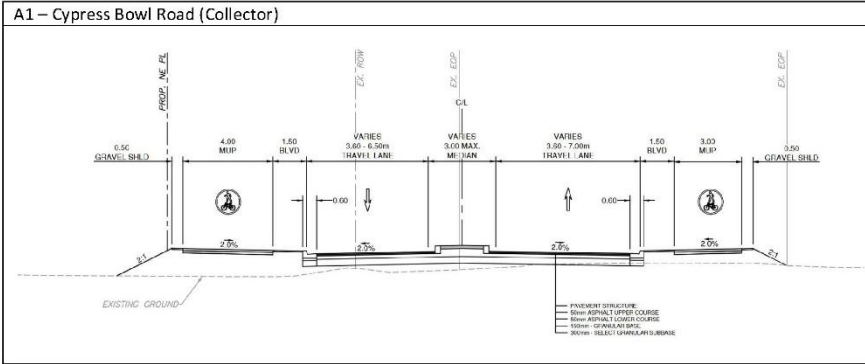 A1 – Cypress Bowl Road (Collector)
PROP. NE PL
EX. ROW
EX. EOP
EX. EOP
C/L
0.50
GRAVEL SHLD
4.00
MUP
1.50
BLVD
VARIES
3.60 - 6.50m
TRAVEL LANE
VARIES
3.00 MAX.
MEDIAN
VARIES
3.60 - 7.00m
TRAVEL LANE
1.50
BLVD
3.00
MUP
0.50
GRAVEL SHLD
0.60
0.60
2.0%
2.0%
2.0%
2.0%
2:1
2:1
EXISTING GROUND
PAVEMENT STRUCTURE
50mm ASPHALT UPPER COURSE
50mm ASPHALT LOWER COURSE
150mm - GRANULAR BASE
300mm - SELECT GRANULAR SUBBASE